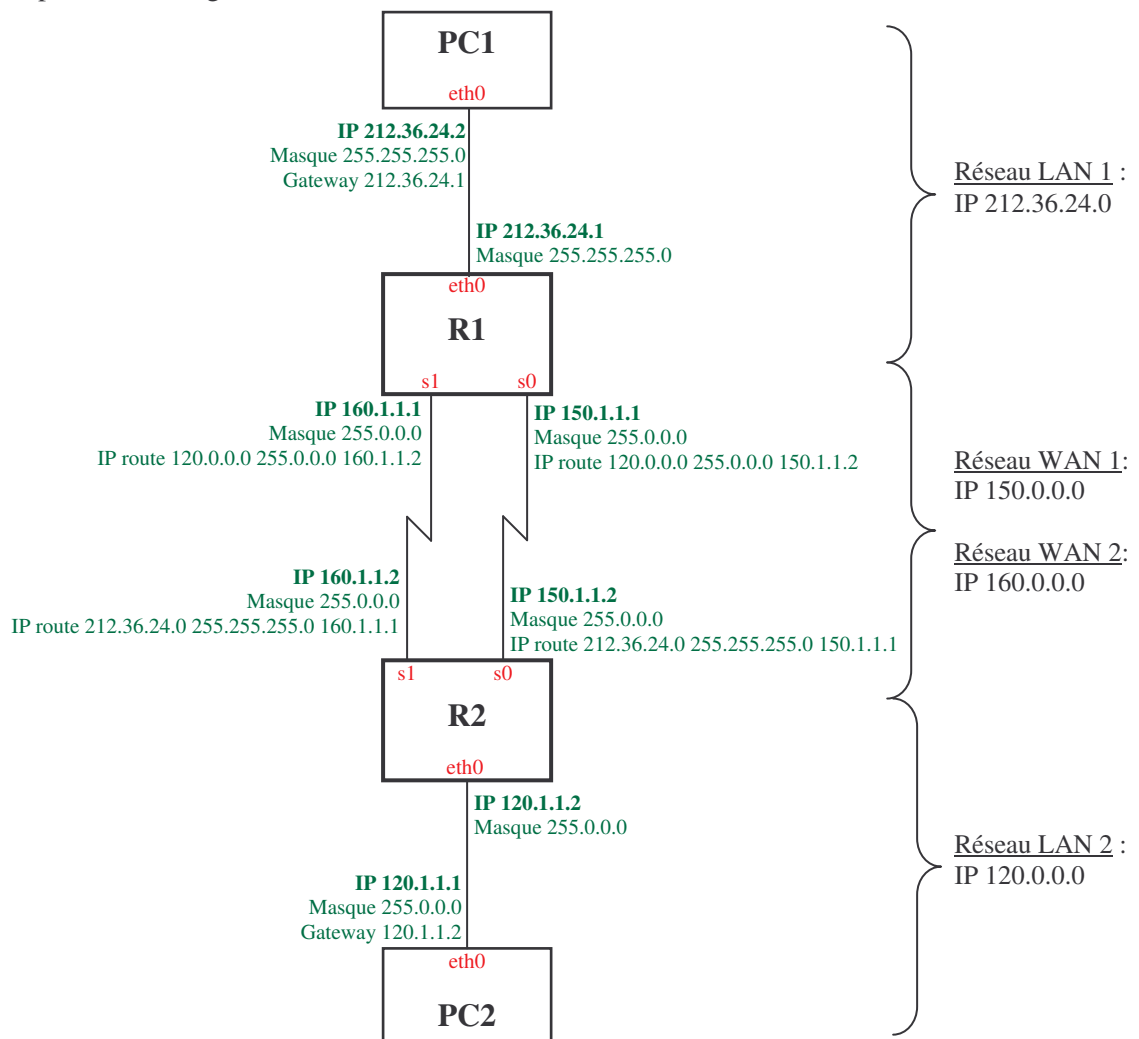 PC1
eth0
IP 212.36.24.2
Masque 255.255.255.0
Gateway 212.36.24.1
Réseau LAN 1 :
IP 212.36.24.0
IP 212.36.24.1
Masque 255.255.255.0
eth0
R1
s1
s0
IP 160.1.1.1
Masque 255.0.0.0
IP route 120.0.0.0 255.0.0.0 160.1.1.2
IP 150.1.1.1
Masque 255.0.0.0
IP route 120.0.0.0 255.0.0.0 150.1.1.2
Réseau WAN 1:
IP 150.0.0.0
Réseau WAN 2:
IP 160.0.0.0
IP 160.1.1.2
Masque 255.0.0.0
IP route 212.36.24.0 255.255.255.0 160.1.1.1
IP 150.1.1.2
Masque 255.0.0.0
IP route 212.36.24.0 255.255.255.0 150.1.1.1
s1
s0
R2
eth0
IP 120.1.1.2
Masque 255.0.0.0
Réseau LAN 2 :
IP 120.0.0.0
IP 120.1.1.1
Masque 255.0.0.0
Gateway 120.1.1.2
eth0
PC2